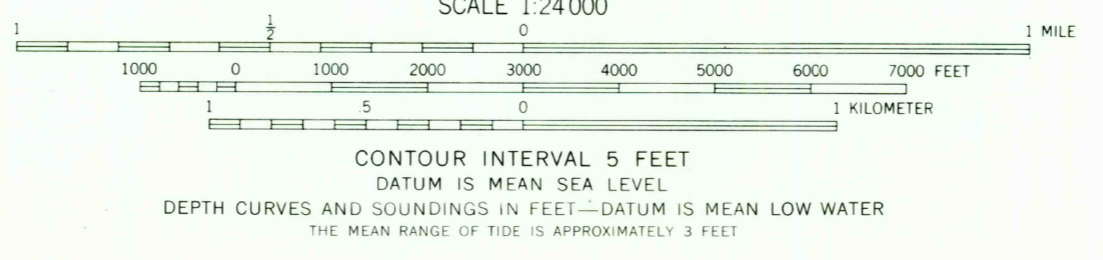 SCALE 1:24 000
1 1/2 0 1 MILE
1000 0 1000 2000 3000 4000 5000 6000 7000 FEET
1 .5 0 1 KILOMETER
CONTOUR INTERVAL 5 FEET
DATUM IS MEAN SEA LEVEL
DEPTH CURVES AND SOUNDINGS IN FEET—DATUM IS MEAN LOW WATER
THE MEAN RANGE OF TIDE IS APPROXIMATELY 3 FEET